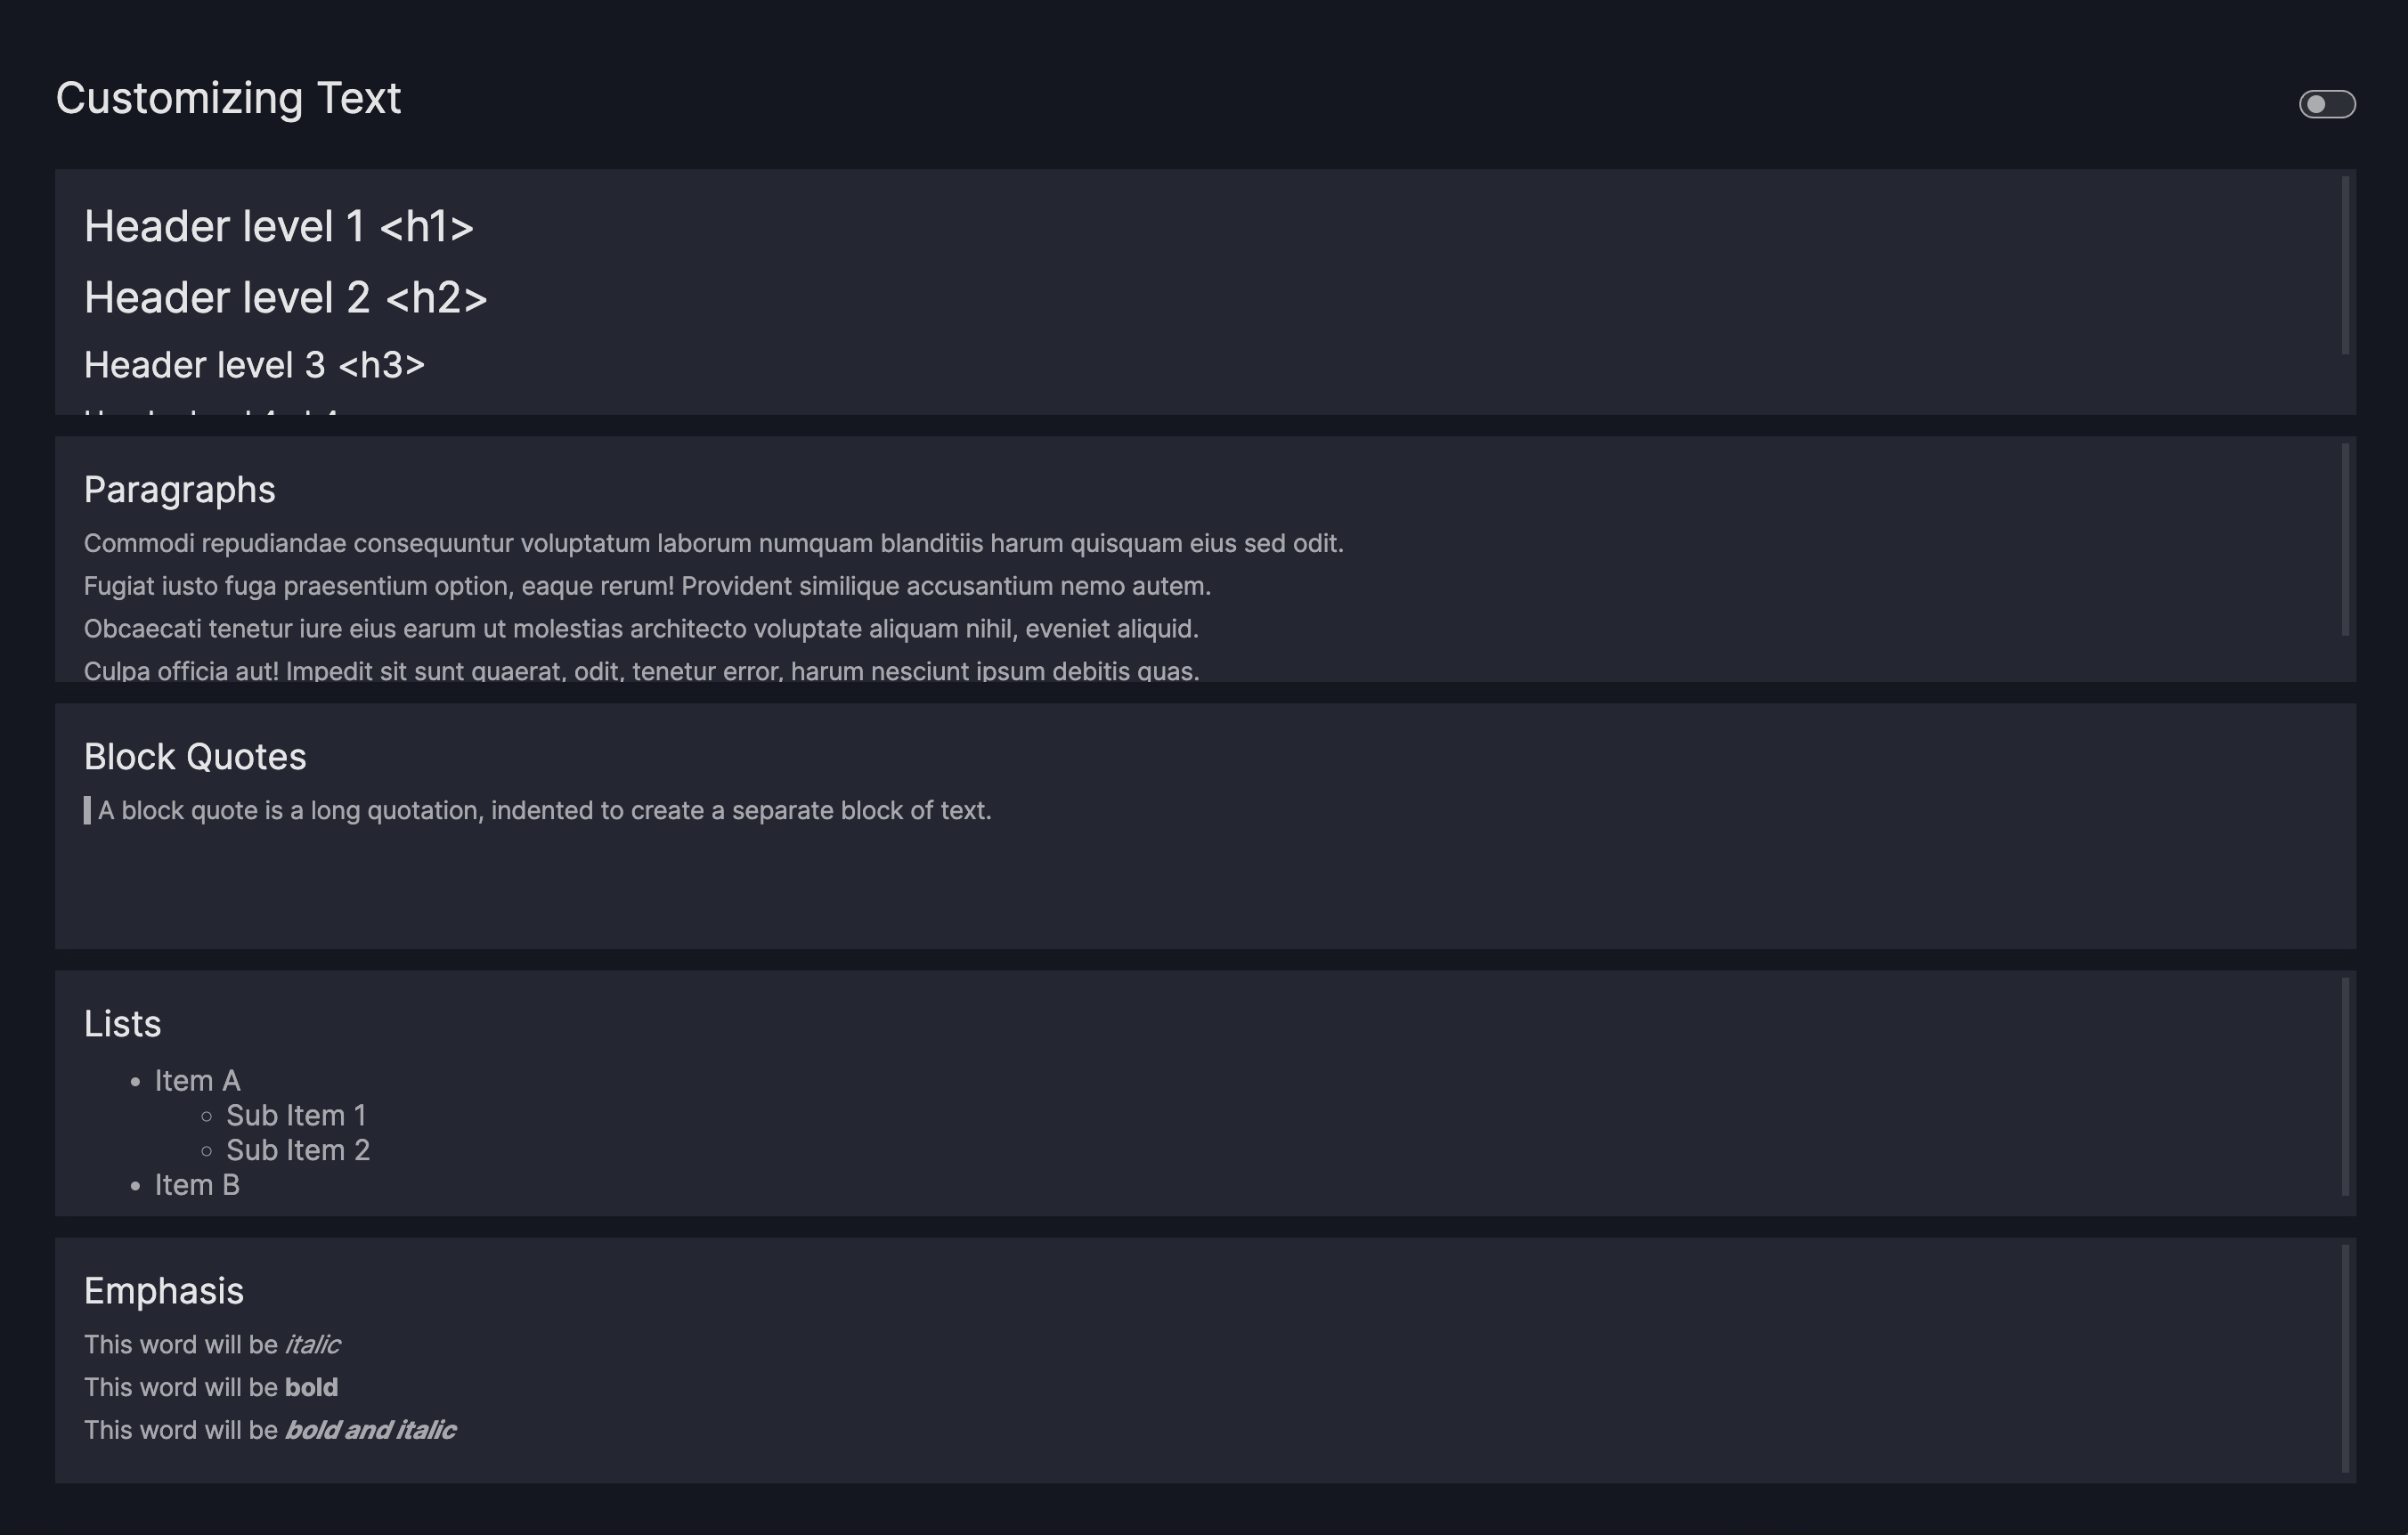 Customizing Text
Header level 1 <h1>
Header level 2 <h2>
Header level 3 <h3>
Paragraphs
Commodi repudiandae consequuntur voluptatum laborum numquam blanditiis harum quisquam eius sed odit.
Fugiat iusto fuga praesentium option, eaque rerum! Provident similique accusantium nemo autem.
Obcaecati tenetur iure eius earum ut molestias architecto voluptate aliquam nihil, eveniet aliquid.
Culpa officia aut! Impedit sit sunt quaerat, odit, tenetur error, harum nesciunt ipsum debitis quas.
Block Quotes
A block quote is a long quotation, indented to create a separate block of text.
Lists
• Item A
◦ Sub Item 1
◦ Sub Item 2
• Item B
Emphasis
This word will be italic
This word will be bold
This word will be bold and italic